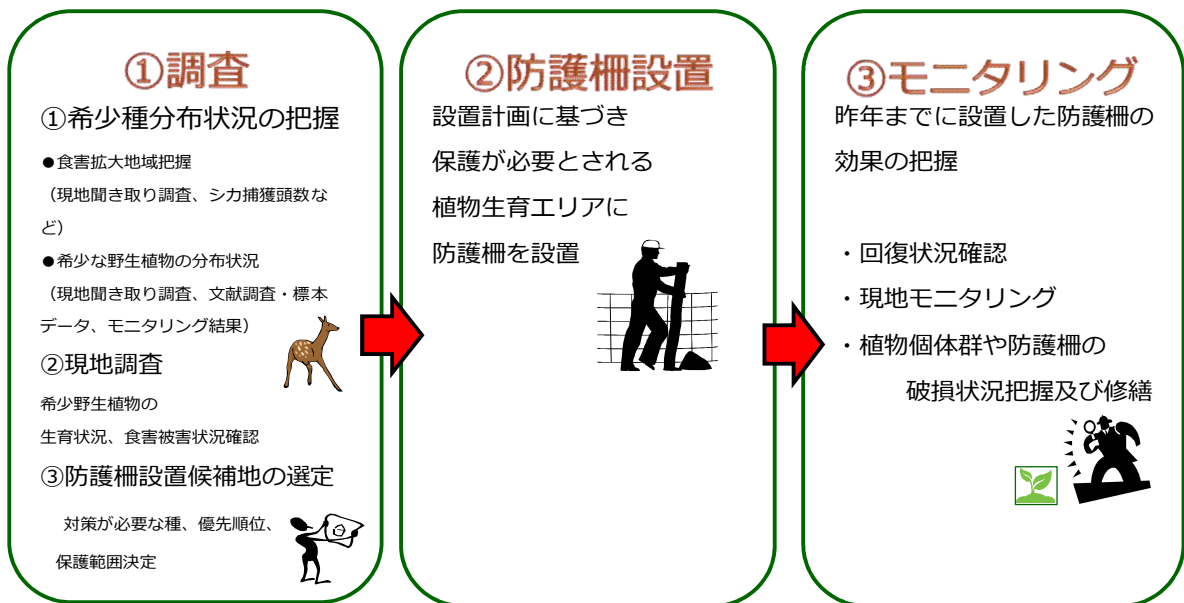 ①調査
①希少種分布状況の把握
●食害拡大地域把握
（現地聞き取り調査、シカ捕獲頭数な
ど）
●希少な野生植物の分布状況
（現地聞き取り調査、文献調査・標本
データ、モニタリング結果）
②現地調査
希少野生植物の
生育状況、食害被害状況確認
③防護柵設置候補地の選定
対策が必要な種、優先順位、
保護範囲決定
②防護柵設置
設置計画に基づき
保護が必要とされる
植物生育エリアに
防護柵を設置
③モニタリング
昨年までに設置した防護柵の
効果の把握
・回復状況確認
・現地モニタリング
・植物個体群や防護柵の
破損状況把握及び修繕